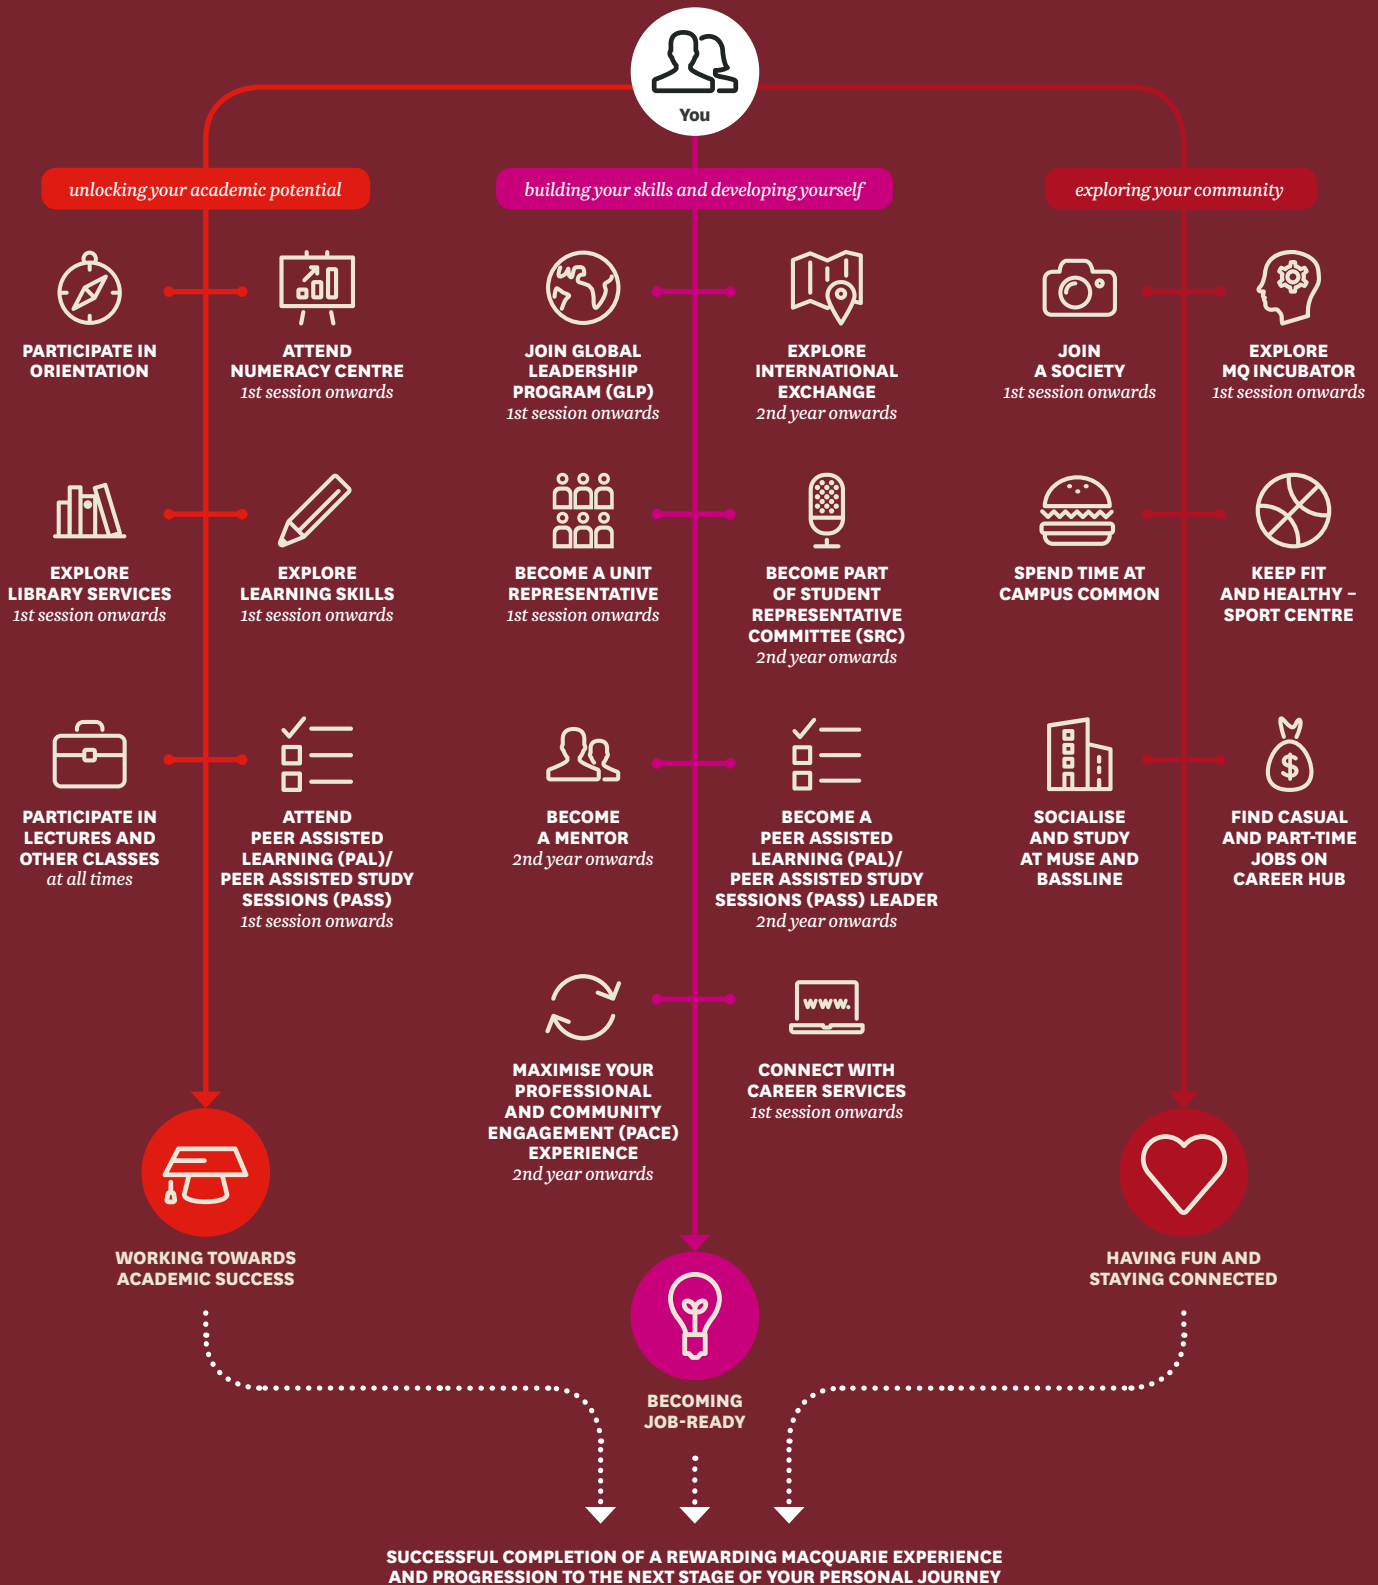 You
unlocking your academic potential
PARTICIPATE IN
ORIENTATION
ATTEND
NUMERACY CENTRE
1st session onwards
EXPLORE
LIBRARY SERVICES
1st session onwards
EXPLORE
LEARNING SKILLS
1st session onwards
PARTICIPATE IN
LECTURES AND
OTHER CLASSES
at all times
ATTEND
PEER ASSISTED
LEARNING (PAL)/
PEER ASSISTED STUDY
SESSIONS (PASS)
1st session onwards
WORKING TOWARDS
ACADEMIC SUCCESS
building your skills and developing yourself
JOIN GLOBAL
LEADERSHIP
PROGRAM (GLP)
1st session onwards
EXPLORE
INTERNATIONAL
EXCHANGE
2nd year onwards
BECOME A UNIT
REPRESENTATIVE
1st session onwards
BECOME PART
OF STUDENT
REPRESENTATIVE
COMMITTEE (SRC)
2nd year onwards
BECOME
A MENTOR
2nd year onwards
BECOME A
PEER ASSISTED
LEARNING (PAL)/
PEER ASSISTED STUDY
SESSIONS (PASS) LEADER
2nd year onwards
MAXIMISE YOUR
PROFESSIONAL
AND COMMUNITY
ENGAGEMENT (PACE)
EXPERIENCE
2nd year onwards
www.
CONNECT WITH
CAREER SERVICES
1st session onwards
BECOMING
JOB-READY
exploring your community
JOIN
A SOCIETY
1st session onwards
EXPLORE
MQ INCUBATOR
1st session onwards
SPEND TIME AT
CAMPUS COMMON
KEEP FIT
AND HEALTHY –
SPORT CENTRE
SOCIALISE
AND STUDY
AT MUSE AND
BASSLINE
$
FIND CASUAL
AND PART-TIME
JOBS ON
CAREER HUB
HAVING FUN AND
STAYING CONNECTED
SUCCESSFUL COMPLETION OF A REWARDING MACQUARIE EXPERIENCE
AND PROGRESSION TO THE NEXT STAGE OF YOUR PERSONAL JOURNEY